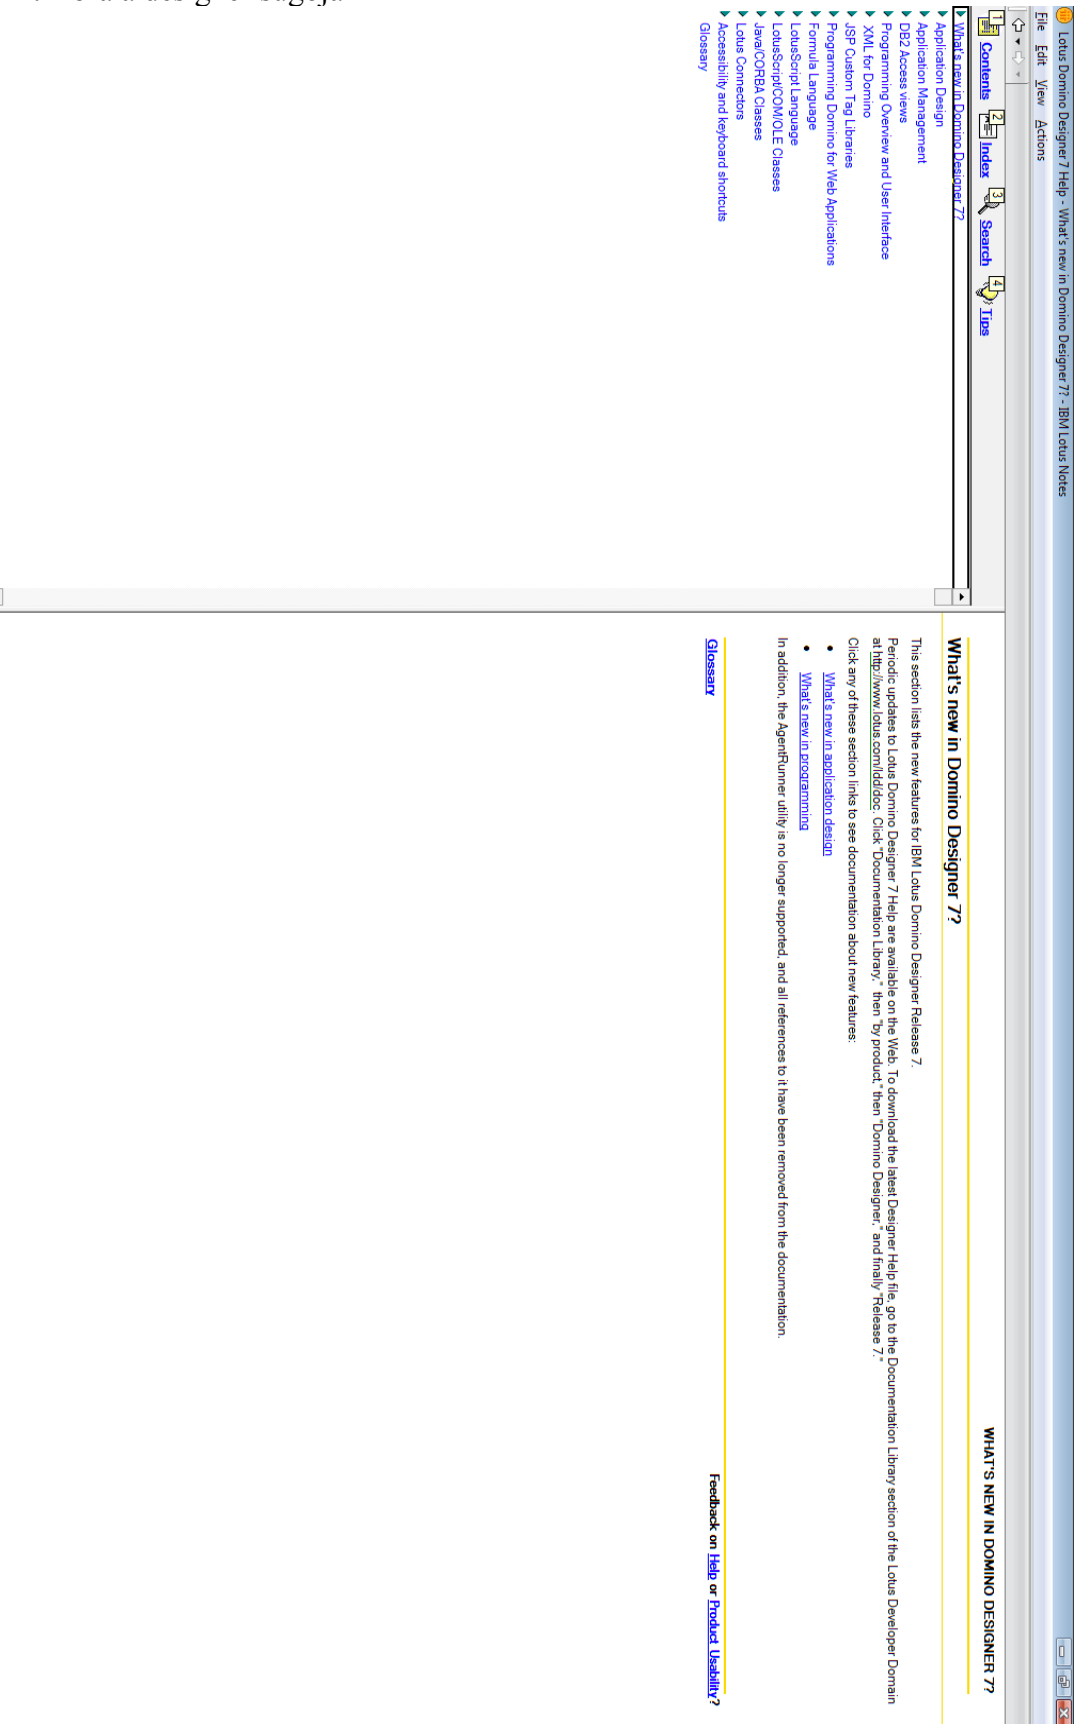 Lotus Domino Designer 7 Help - What's new in Domino Designer 7? - IBM Lotus Notes
File Edit View Actions
1 Contents 2 Index 3 Search 4 Tips
What's new in Domino Designer 7?
Application Design
Application Management
DB2 Access views
Programming Overview and User Interface
XML for Domino
JSP Custom Tag Libraries
Programming Domino for Web Applications
Formula Language
LotusScript Language
LotusScript/COM/OLE Classes
Java/CORBA Classes
Lotus Connectors
Accessibility and keyboard shortcuts
Glossary
WHAT'S NEW IN DOMINO DESIGNER 7?
What's new in Domino Designer 7?
This section lists the new features for IBM Lotus Domino Designer Release 7.
Periodic updates to Lotus Domino Designer 7 Help are available on the Web. To download the latest Designer Help file, go to the Documentation Library section of the Lotus Developer Domain
at http://www.lotus.com/ldd/doc. Click "Documentation Library," then "by product," then "Domino Designer," and finally "Release 7."
Click any of these section links to see documentation about new features:
• What's new in application design
• What's new in programming
In addition, the AgentRunner utility is no longer supported, and all references to it have been removed from the documentation.
Glossary
Feedback on Help or Product Usability?